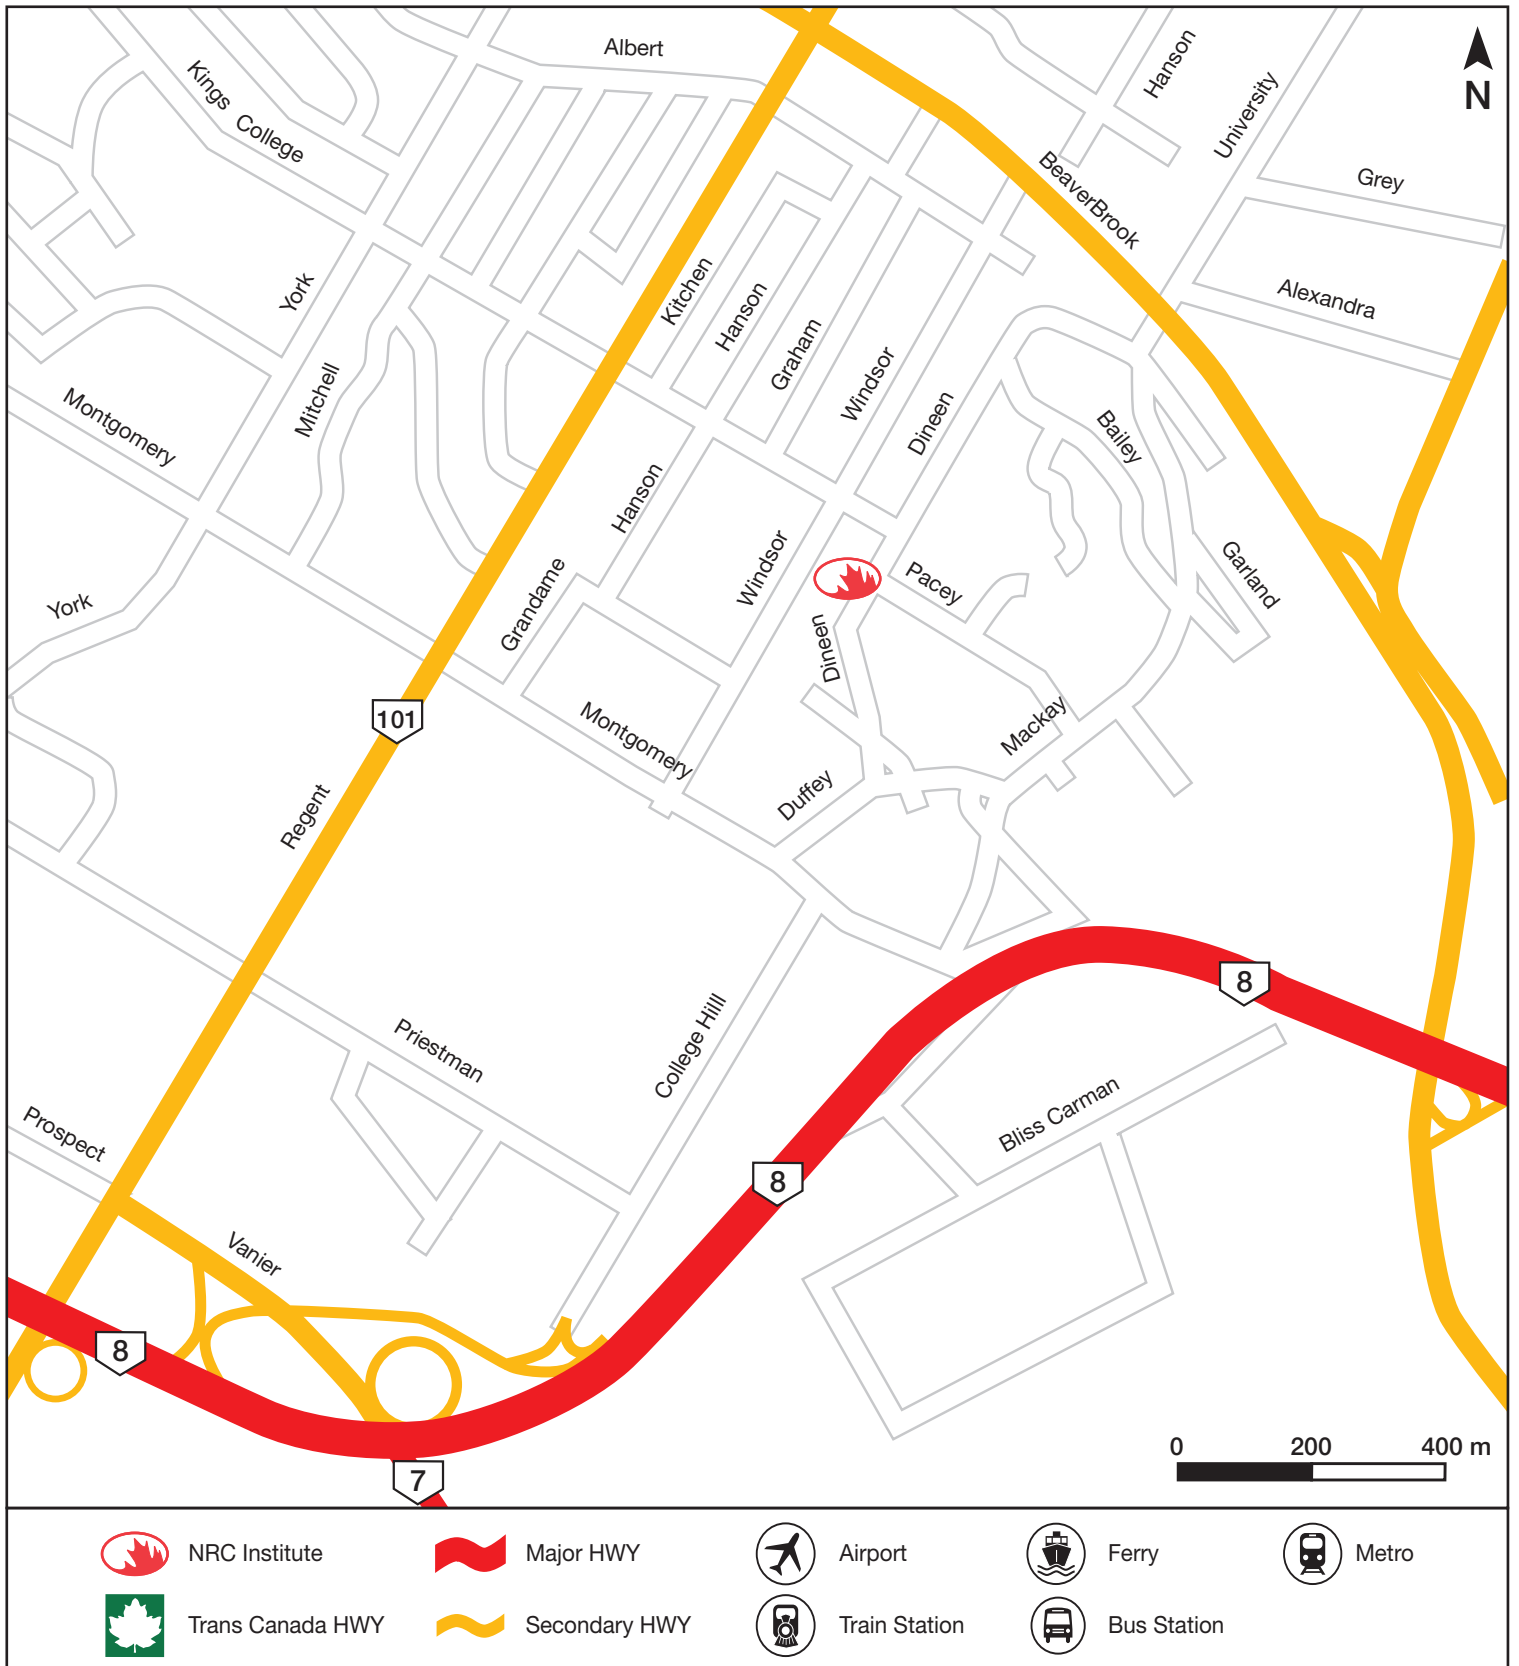 Albert
Hanson
N
Kings
College
University
BeaverBrook
Grey
York
Kitchen
Hanson
Graham
Windsor
Alexandra
Mitchell
Montgomery
Dineen
Bailey
Hanson
Windsor
Grandame
Pacey
Garland
York
Dineen
101
Montgomery
Mackay
Duffey
Regent
8
Priestman
College Hill
Bliss Carman
Prospect
8
Vanier
8
7
0 200 400 m
NRC Institute Major HWY Airport Ferry Metro
Trans Canada HWY Secondary HWY Train Station Bus Station